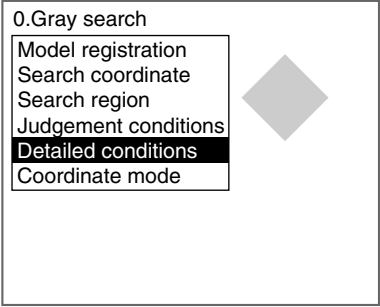 0.Gray search
Model registration
Search coordinate
Search region
Judgement conditions
Detailed conditions
Coordinate mode